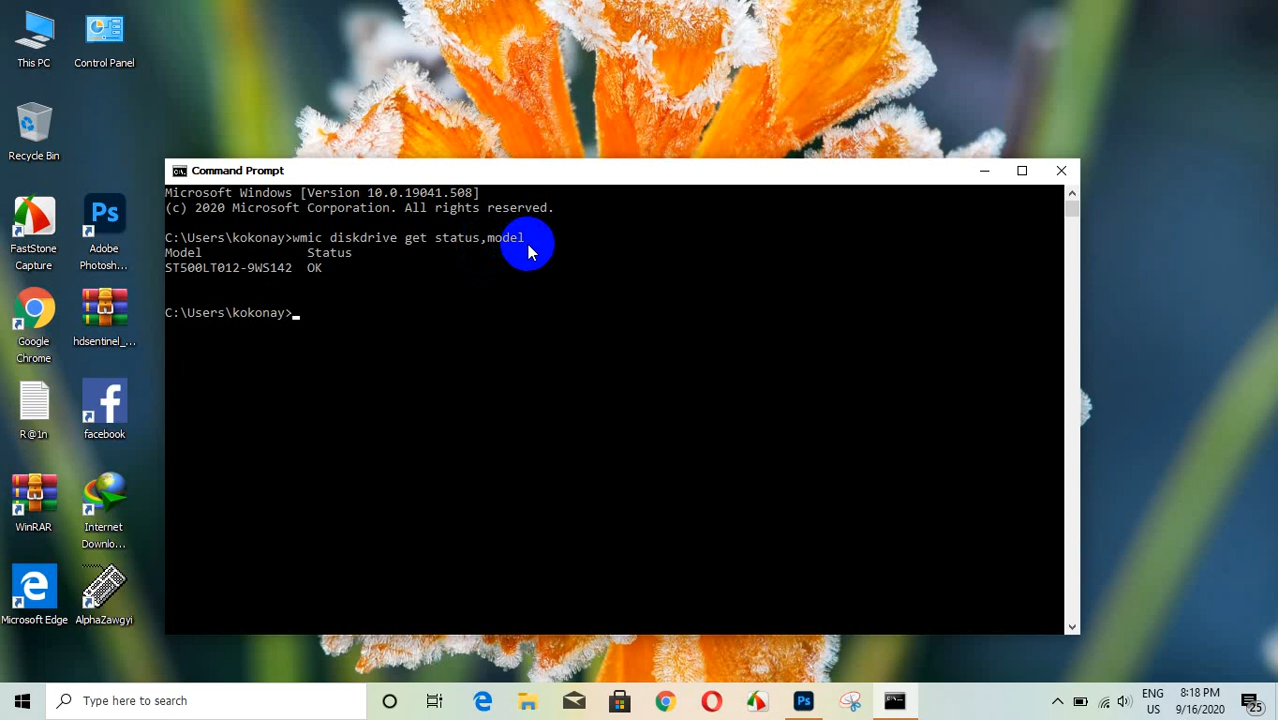 This PC
Control Panel
Recycle Bin
FastStone
Capture
Ps
Adobe
Photosh...
Google
Chrome
hdsentinel_...
R@1n
facebook
WinRAR
Internet
Downlo...
Microsoft Edge
AlphaZawgyi
Command Prompt
Microsoft Windows [Version 10.0.19041.508]
(c) 2020 Microsoft Corporation. All rights reserved.
C:\Users\kokonay>wmic diskdrive get status,model
Model Status
ST500LT012-9WS142 OK
C:\Users\kokonay>
Type here to search
Ps
ENG
US
8:18 PM
9/16/2020
25